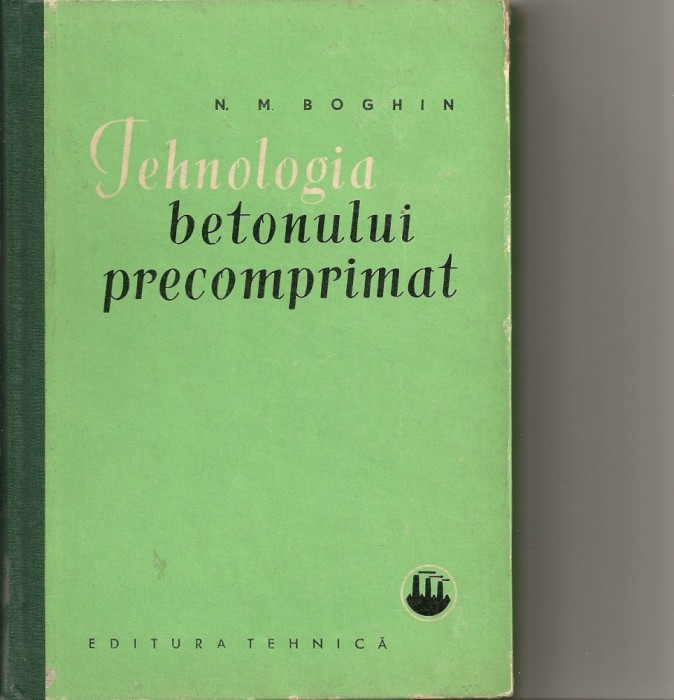 N. M. BOGHIN
Tehnologia
betonului
precomprimat
EDITURA TEHNICĂ